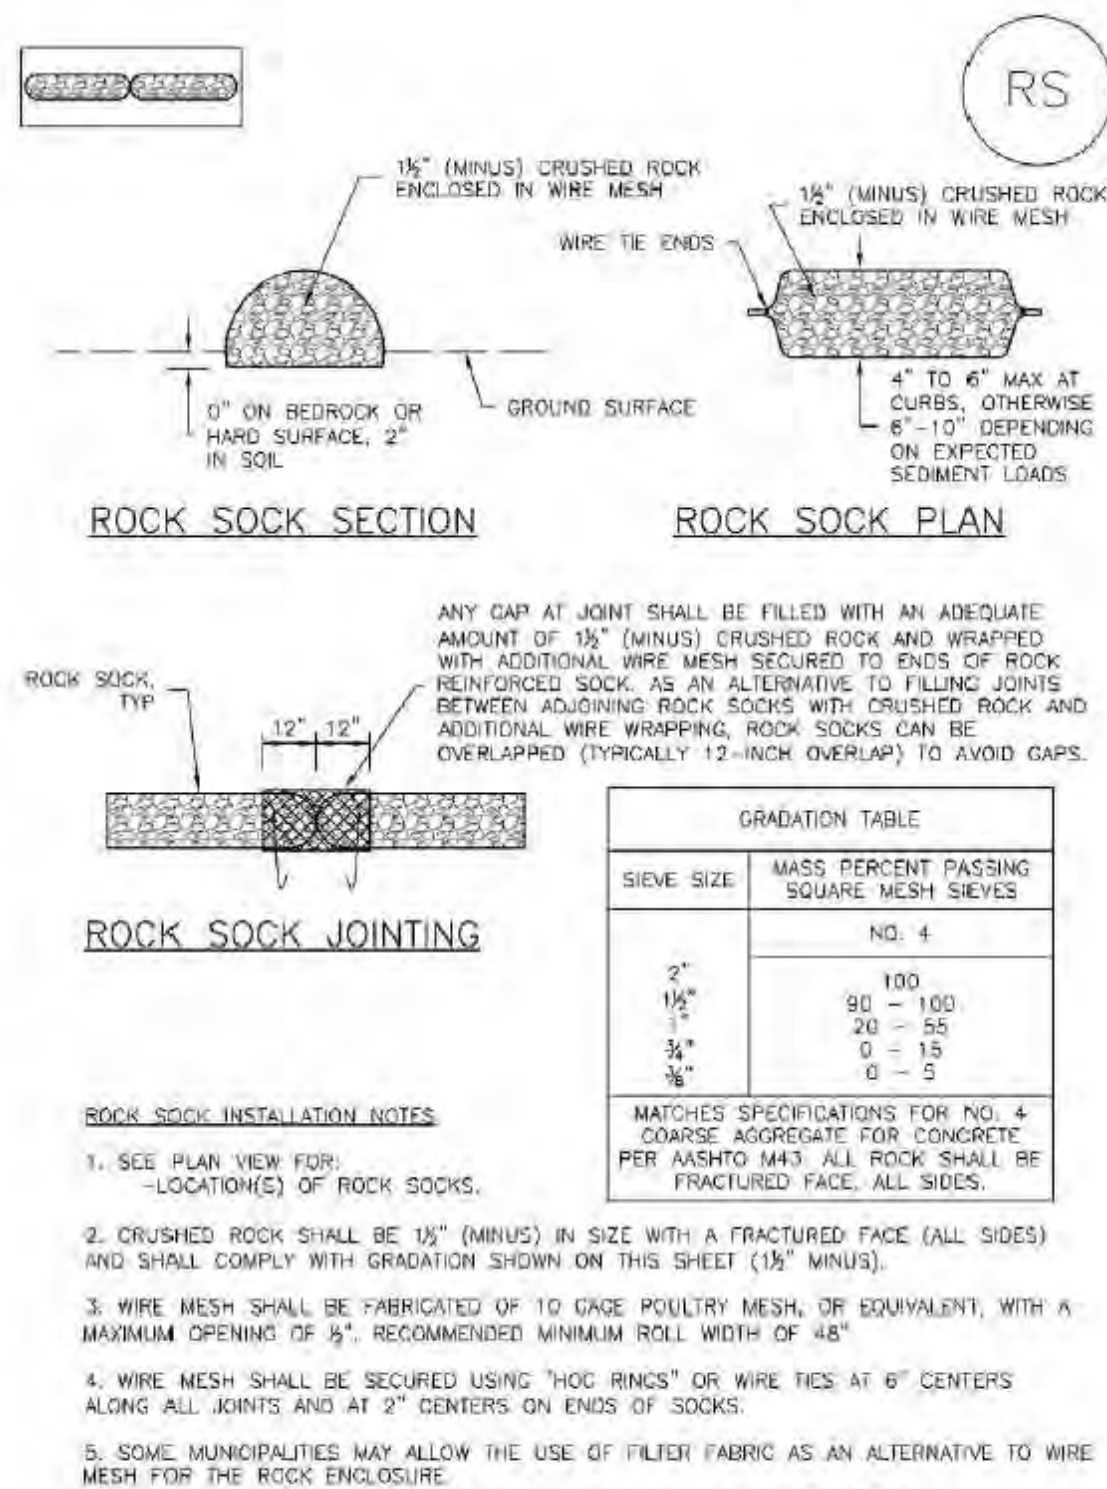 RS
1½" (MINUS) CRUSHED ROCK
ENCLOSED IN WIRE MESH
1½" (MINUS) CRUSHED ROCK
ENCLOSED IN WIRE MESH
WIRE TIE ENDS
0" ON BEDROCK OR
HARD SURFACE, 2"
IN SOIL
GROUND SURFACE
4" TO 6" MAX AT
CURBS, OTHERWISE
6"-10" DEPENDING
ON EXPECTED
SEDIMENT LOADS
ROCK SOCK SECTION
ROCK SOCK PLAN
ANY GAP AT JOINT SHALL BE FILLED WITH AN ADEQUATE
AMOUNT OF 1½" (MINUS) CRUSHED ROCK AND WRAPPED
WITH ADDITIONAL WIRE MESH SECURED TO ENDS OF ROCK
REINFORCED SOCK. AS AN ALTERNATIVE TO FILLING JOINTS
BETWEEN ADJOINING ROCK SOCKS WITH CRUSHED ROCK AND
ADDITIONAL WIRE WRAPPING, ROCK SOCKS CAN BE
OVERLAPPED (TYPICALLY 12-INCH OVERLAP) TO AVOID GAPS.
ROCK SOCK,
TYP
12" 12"
ROCK SOCK JOINTING
GRADATION TABLE
SIEVE SIZE
MASS PERCENT PASSING
SQUARE MESH SIEVES
NO. 4
2" 100
1½" 90 - 100
1" 20 - 55
¾" 0 - 15
⅜" 0 - 5
MATCHES SPECIFICATIONS FOR NO. 4
COARSE AGGREGATE FOR CONCRETE
PER AASHTO M43. ALL ROCK SHALL BE
FRACTURED FACE, ALL SIDES.
ROCK SOCK INSTALLATION NOTES
1. SEE PLAN VIEW FOR:
-LOCATION(S) OF ROCK SOCKS.
2. CRUSHED ROCK SHALL BE 1½" (MINUS) IN SIZE WITH A FRACTURED FACE (ALL SIDES)
AND SHALL COMPLY WITH GRADATION SHOWN ON THIS SHEET (1½" MINUS).
3. WIRE MESH SHALL BE FABRICATED OF 10 GAGE POULTRY MESH, OR EQUIVALENT, WITH A
MAXIMUM OPENING OF ½", RECOMMENDED MINIMUM ROLL WIDTH OF 48"
4. WIRE MESH SHALL BE SECURED USING "HOG RINGS" OR WIRE TIES AT 6" CENTERS
ALONG ALL JOINTS AND AT 2" CENTERS ON ENDS OF SOCKS.
5. SOME MUNICIPALITIES MAY ALLOW THE USE OF FILTER FABRIC AS AN ALTERNATIVE TO WIRE
MESH FOR THE ROCK ENCLOSURE